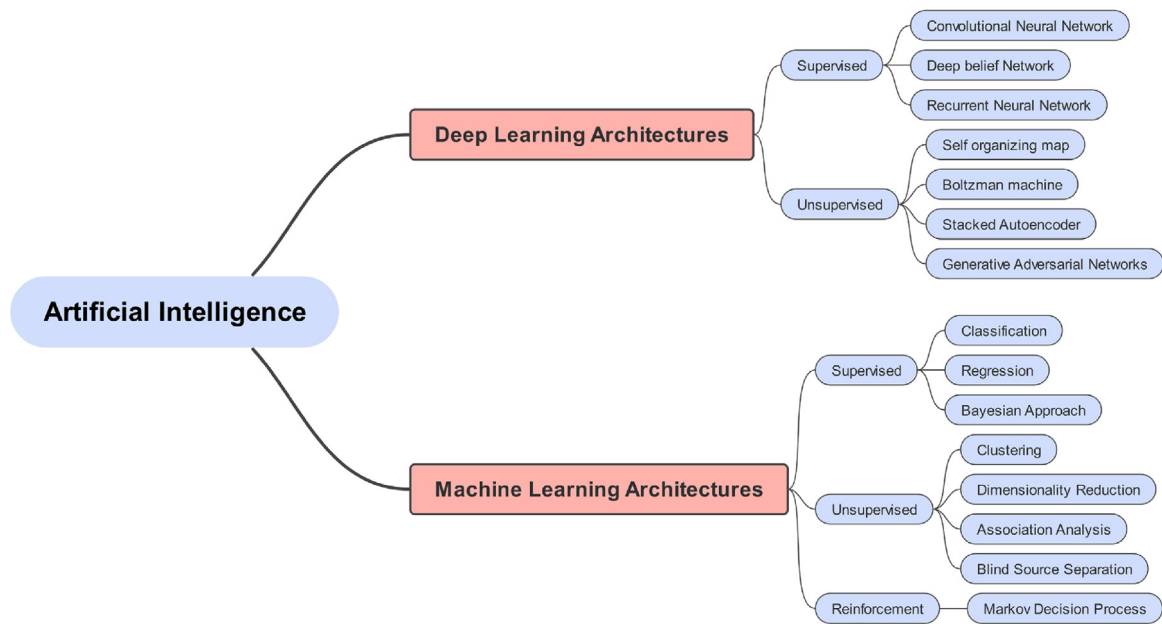 Artificial Intelligence
Deep Learning Architectures
Supervised
Convolutional Neural Network
Deep belief Network
Recurrent Neural Network
Unsupervised
Self organizing map
Boltzman machine
Stacked Autoencoder
Generative Adversarial Networks
Machine Learning Architectures
Supervised
Classification
Regression
Bayesian Approach
Unsupervised
Clustering
Dimensionality Reduction
Association Analysis
Blind Source Separation
Reinforcement
Markov Decision Process